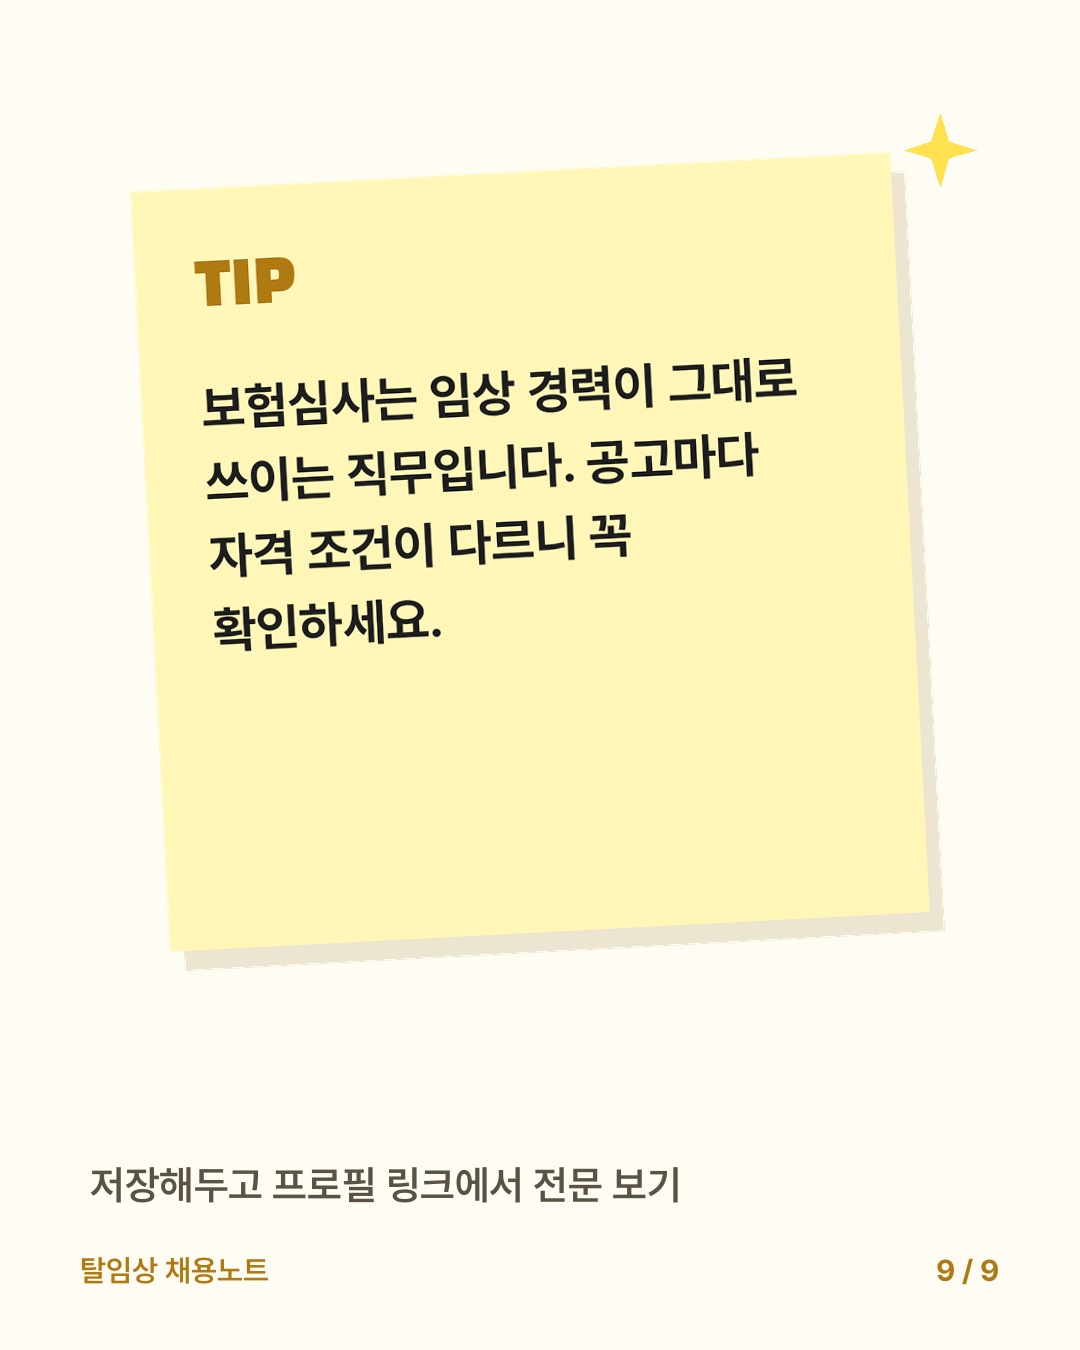 TIP
보험심사는 임상 경력이 그대로
쓰이는 직무입니다. 공고마다
자격 조건이 다르니 꼭
확인하세요.
저장해두고 프로필 링크에서 전문 보기
탈임상 채용노트
9 / 9